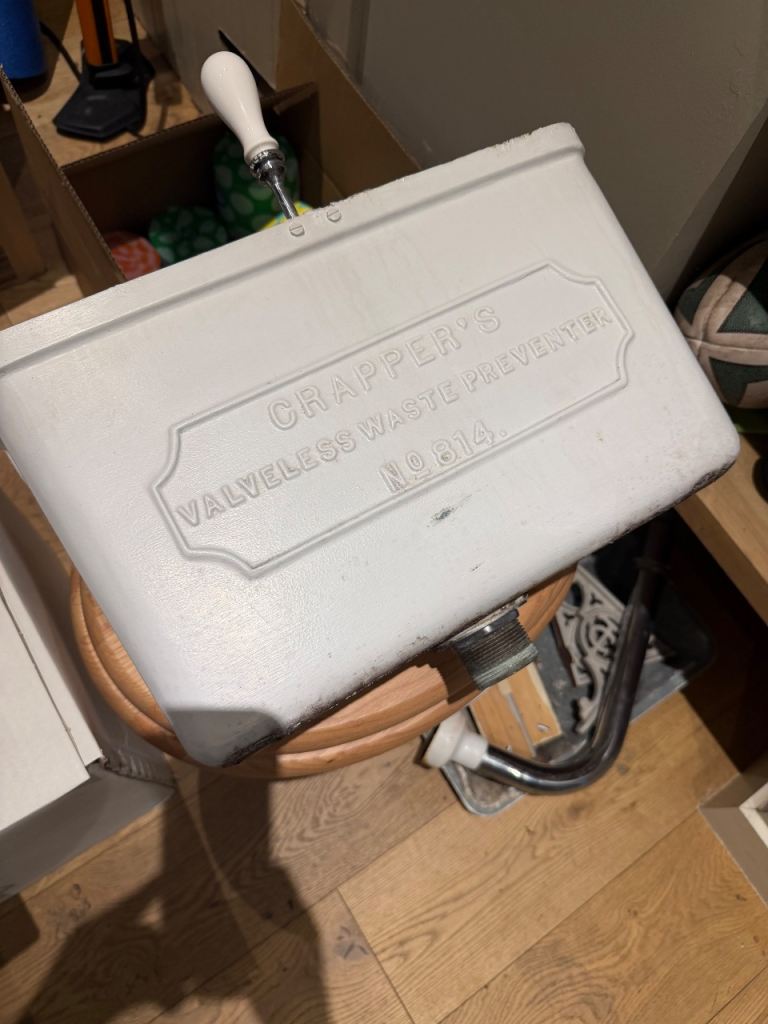 CRAPPER'S
VALVELESS WASTE PREVENTER
Nº 814.